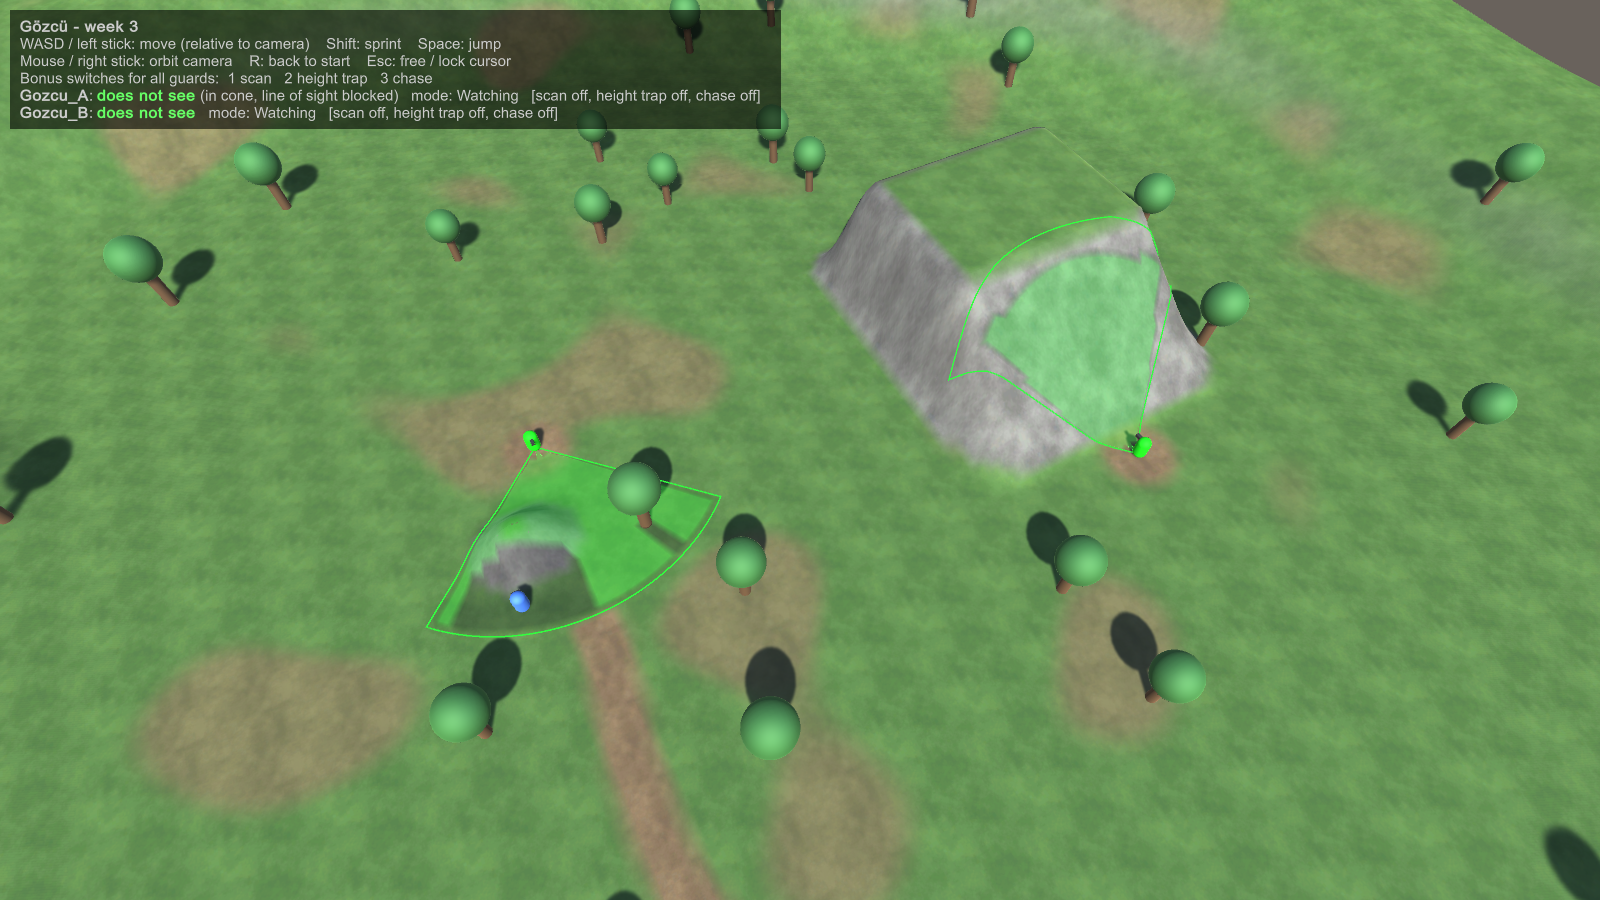 Gözcü - week 3
WASD / left stick: move (relative to camera)    Shift: sprint    Space: jump
Mouse / right stick: orbit camera    R: back to start    Esc: free / lock cursor
Bonus switches for all guards:  1 scan   2 height trap   3 chase
Gozcu_A: does not see (in cone, line of sight blocked)   mode: Watching   [scan off, height trap off, chase off]
Gozcu_B: does not see   mode: Watching   [scan off, height trap off, chase off]